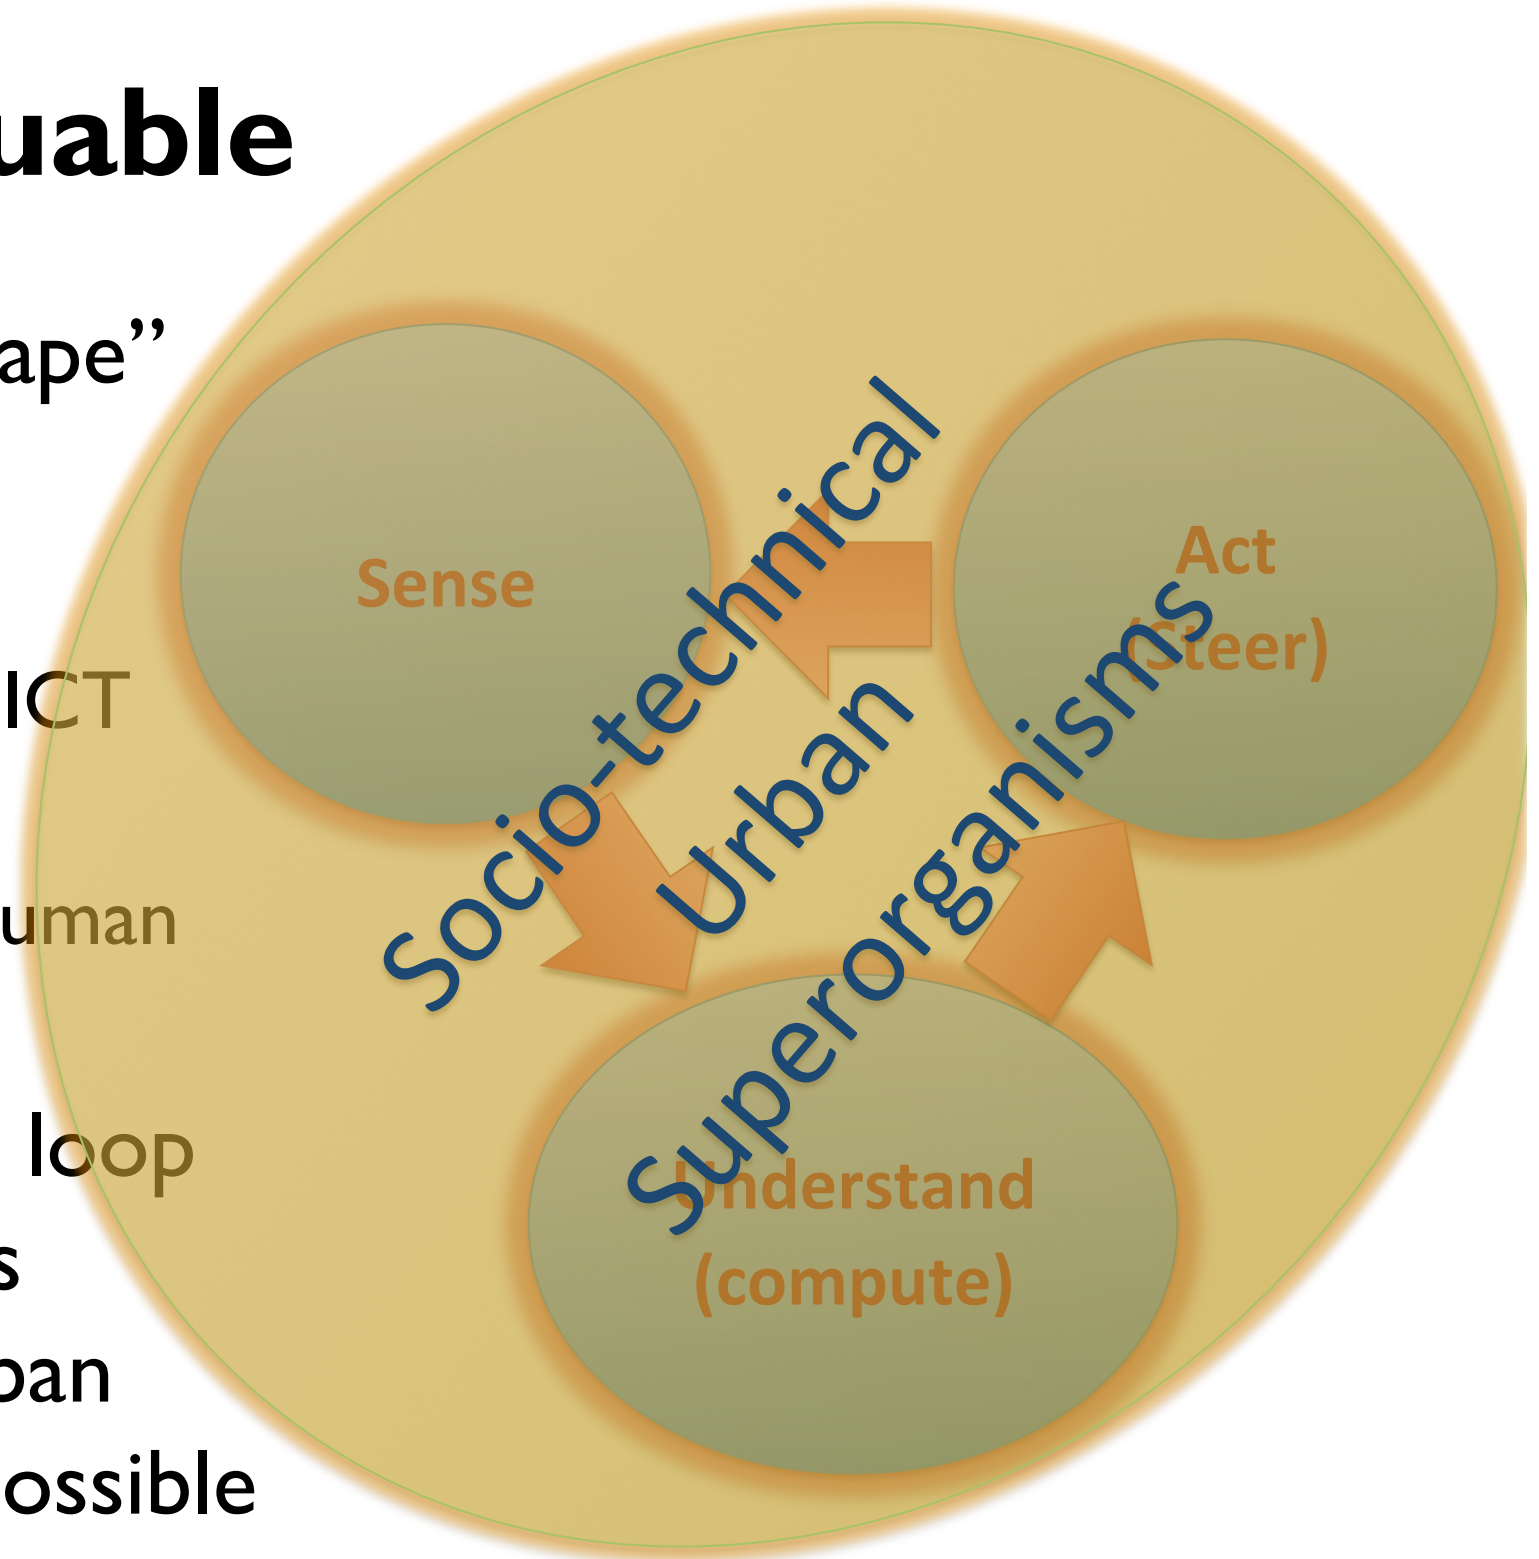 uable
ape”
ICT
uman
loop
s
ban
ossible
Sense
Act
(Steer)
Understand
(compute)
Socio-technical
Urban
Superorganisms